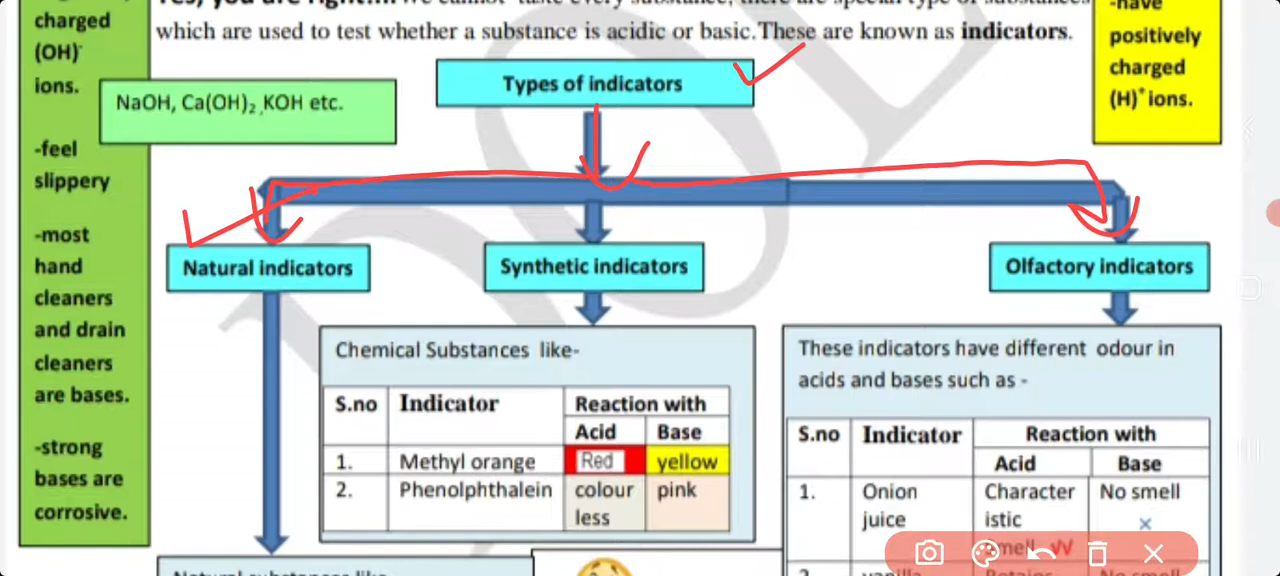 charged
(OH)⁻
ions.
-feel
slippery
-most
hand
cleaners
and drain
cleaners
are bases.
-strong
bases are
corrosive.
which are used to test whether a substance is acidic or basic.These are known as indicators.
-have
positively
charged
(H)⁺ ions.
NaOH, Ca(OH)₂ ,KOH etc.
Types of indicators
Natural indicators
Synthetic indicators
Olfactory indicators
Chemical Substances like-
S.no Indicator Reaction with
Acid Base
1. Methyl orange Red yellow
2. Phenolphthalein colour pink
less
These indicators have different odour in
acids and bases such as -
S.no Indicator Reaction with
Acid Base
1. Onion Character No smell
juice istic
smell